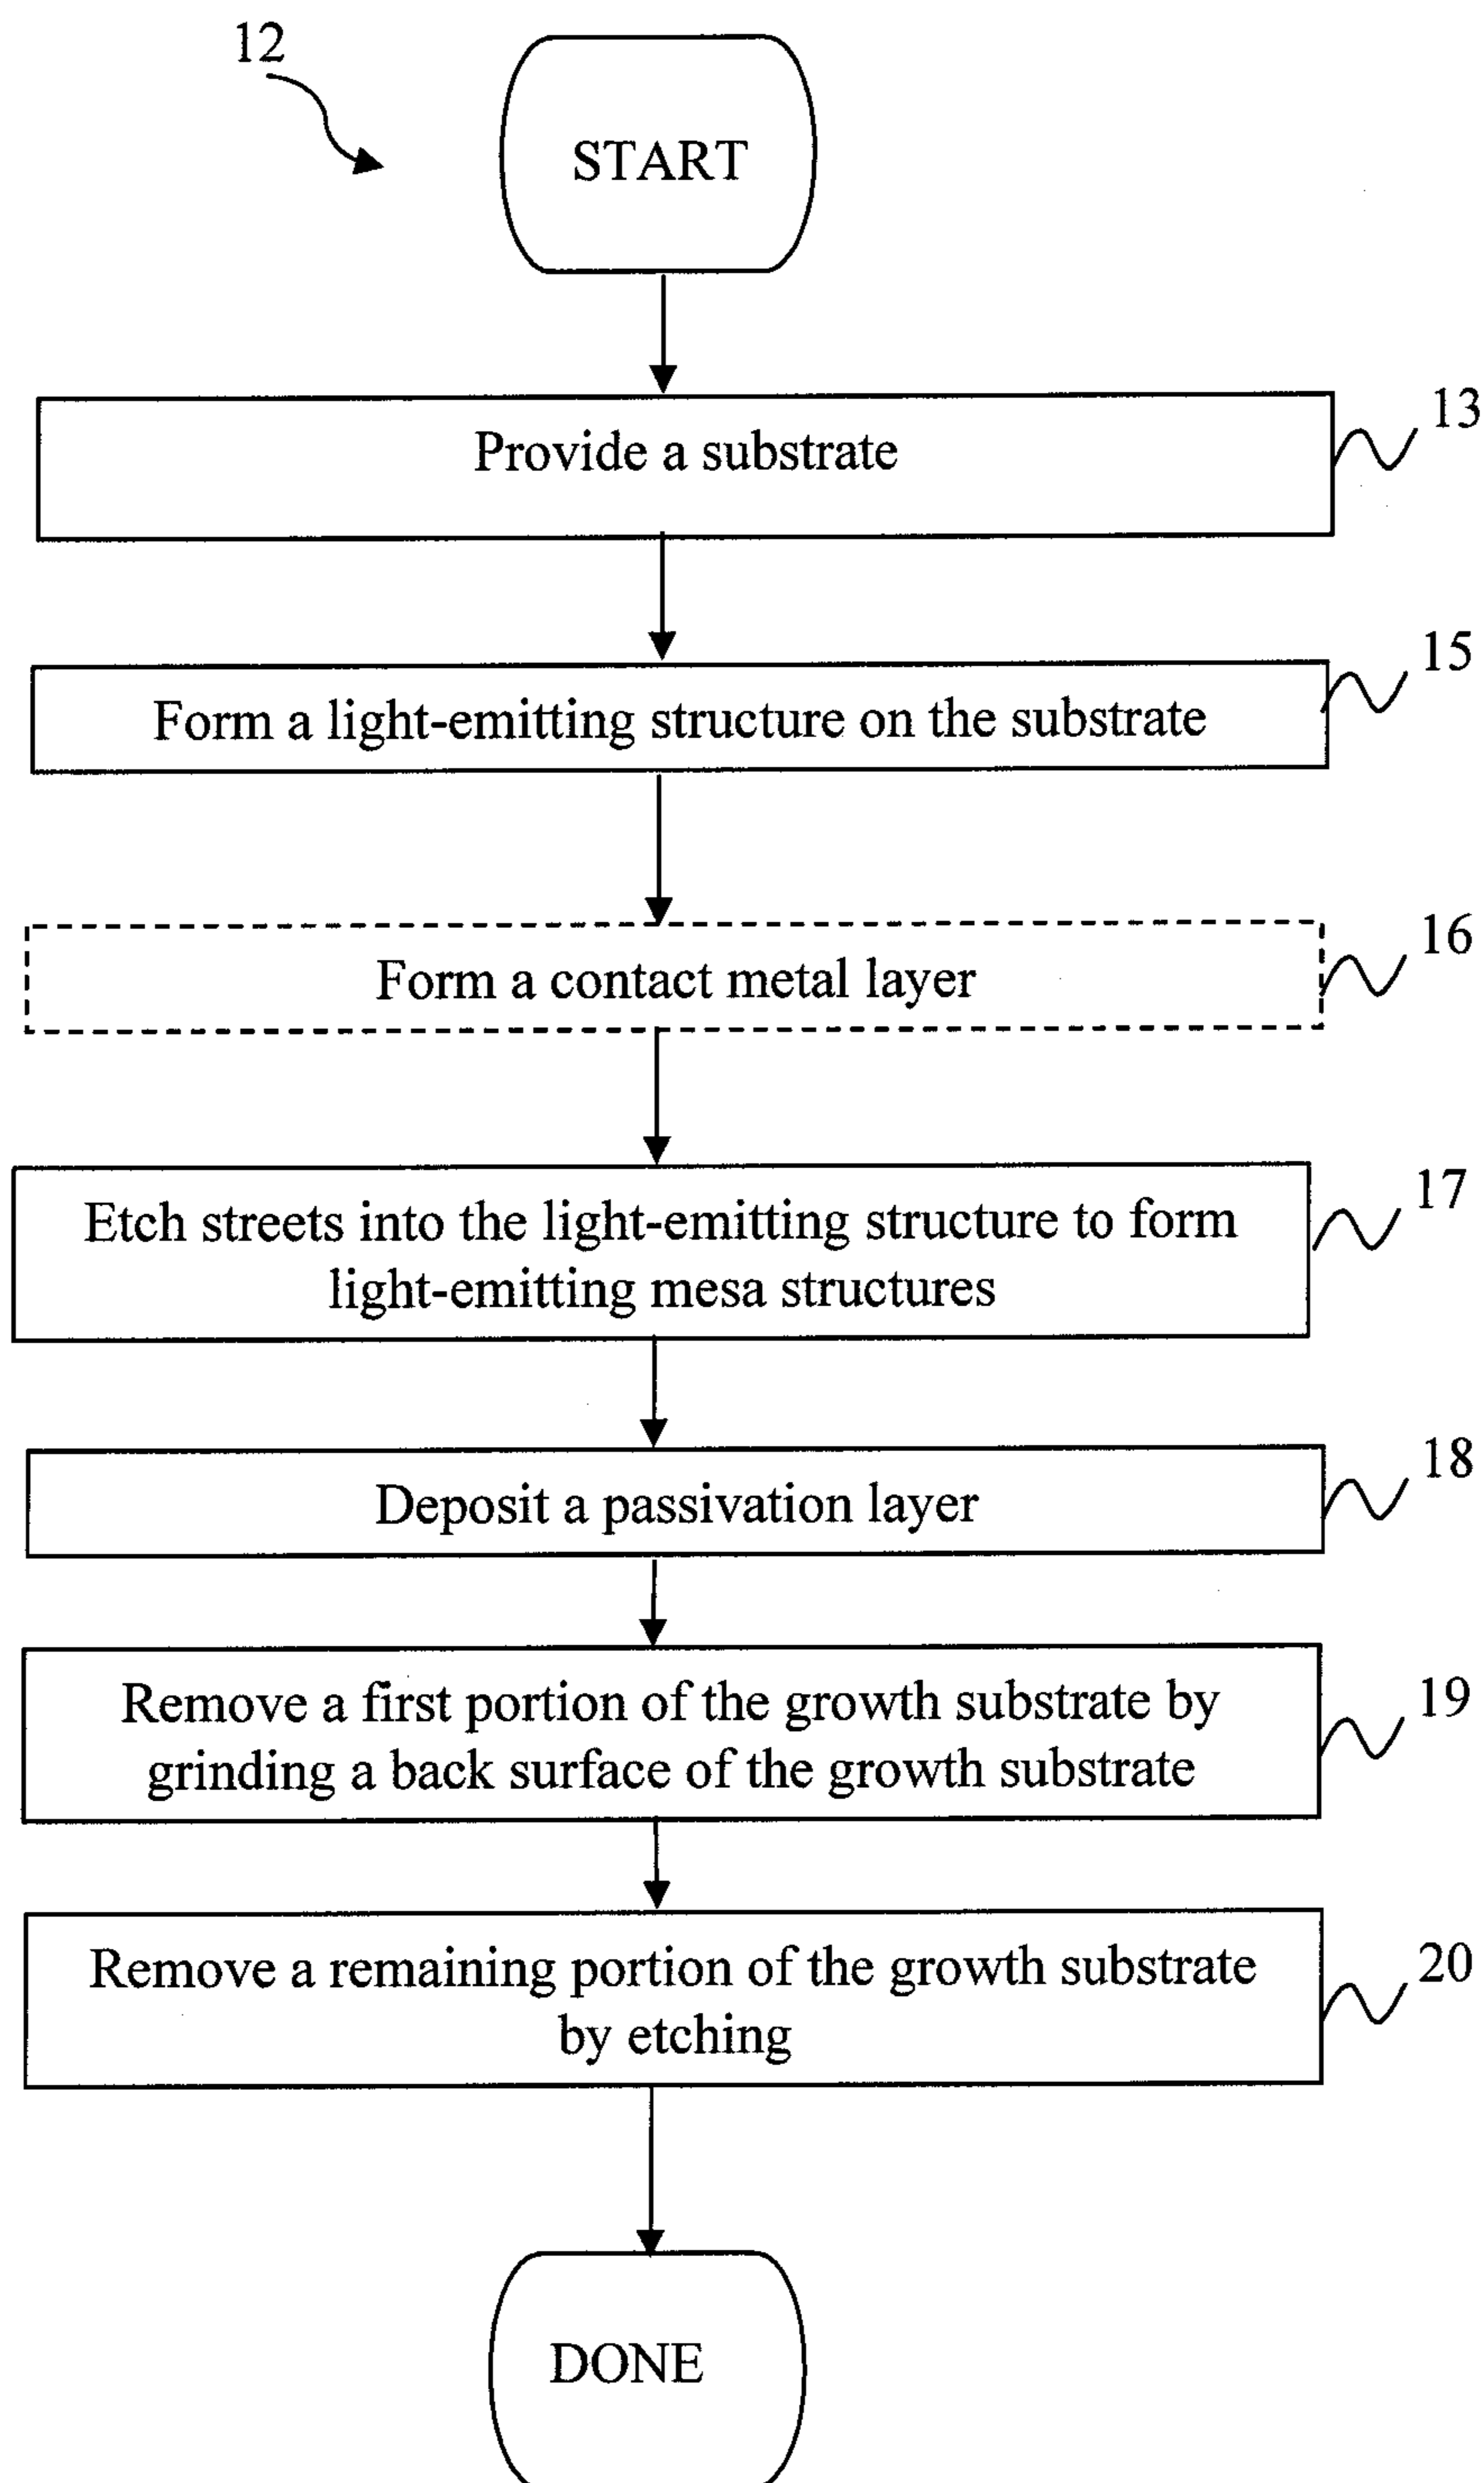 12
START
13
Provide a substrate
15
Form a light-emitting structure on the substrate
16
Form a contact metal layer
17
Etch streets into the light-emitting structure to form
light-emitting mesa structures
18
Deposit a passivation layer
19
Remove a first portion of the growth substrate by
grinding a back surface of the growth substrate
20
Remove a remaining portion of the growth substrate
by etching
DONE